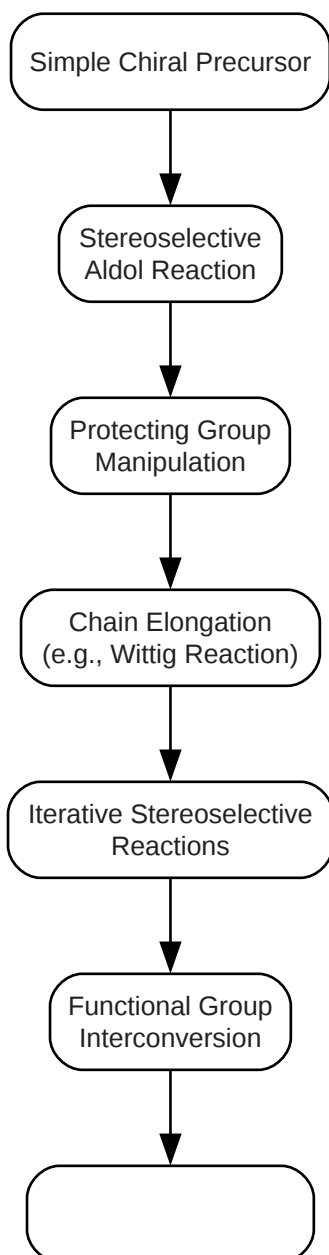 Simple Chiral Precursor
Stereoselective
Aldol Reaction
Protecting Group
Manipulation
Chain Elongation
(e.g., Wittig Reaction)
Iterative Stereoselective
Reactions
Functional Group
Interconversion